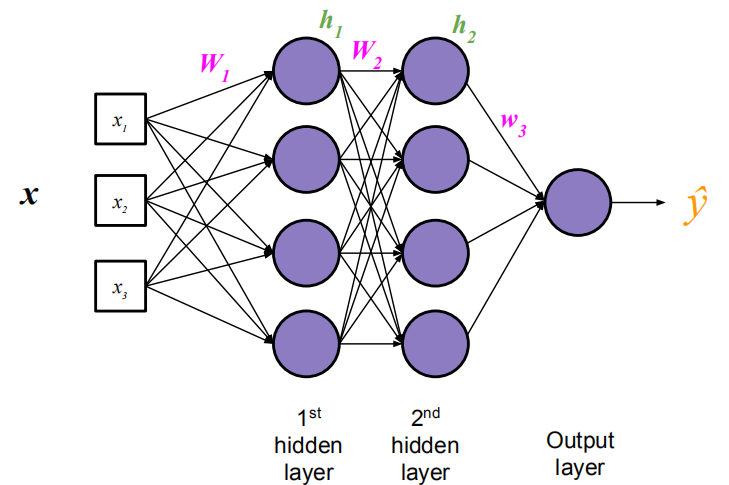 h₁
h₂
W₁
W₂
x₁
w₃
x
x₂
ŷ
x₃
1st
hidden
layer
2nd
hidden
layer
Output
layer